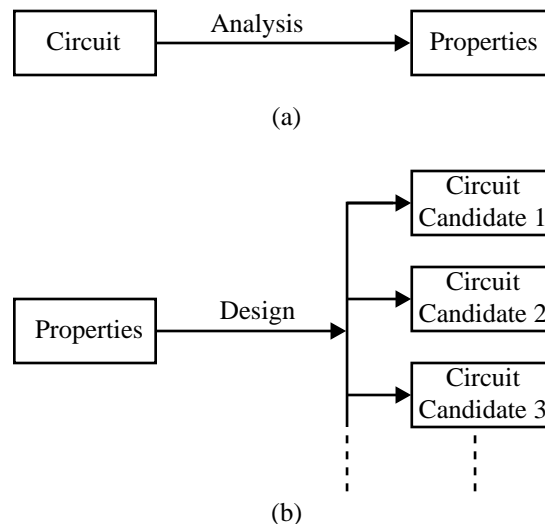 Circuit
Analysis
Properties
(a)
Properties
Design
Circuit
Candidate 1
Circuit
Candidate 2
Circuit
Candidate 3
(b)